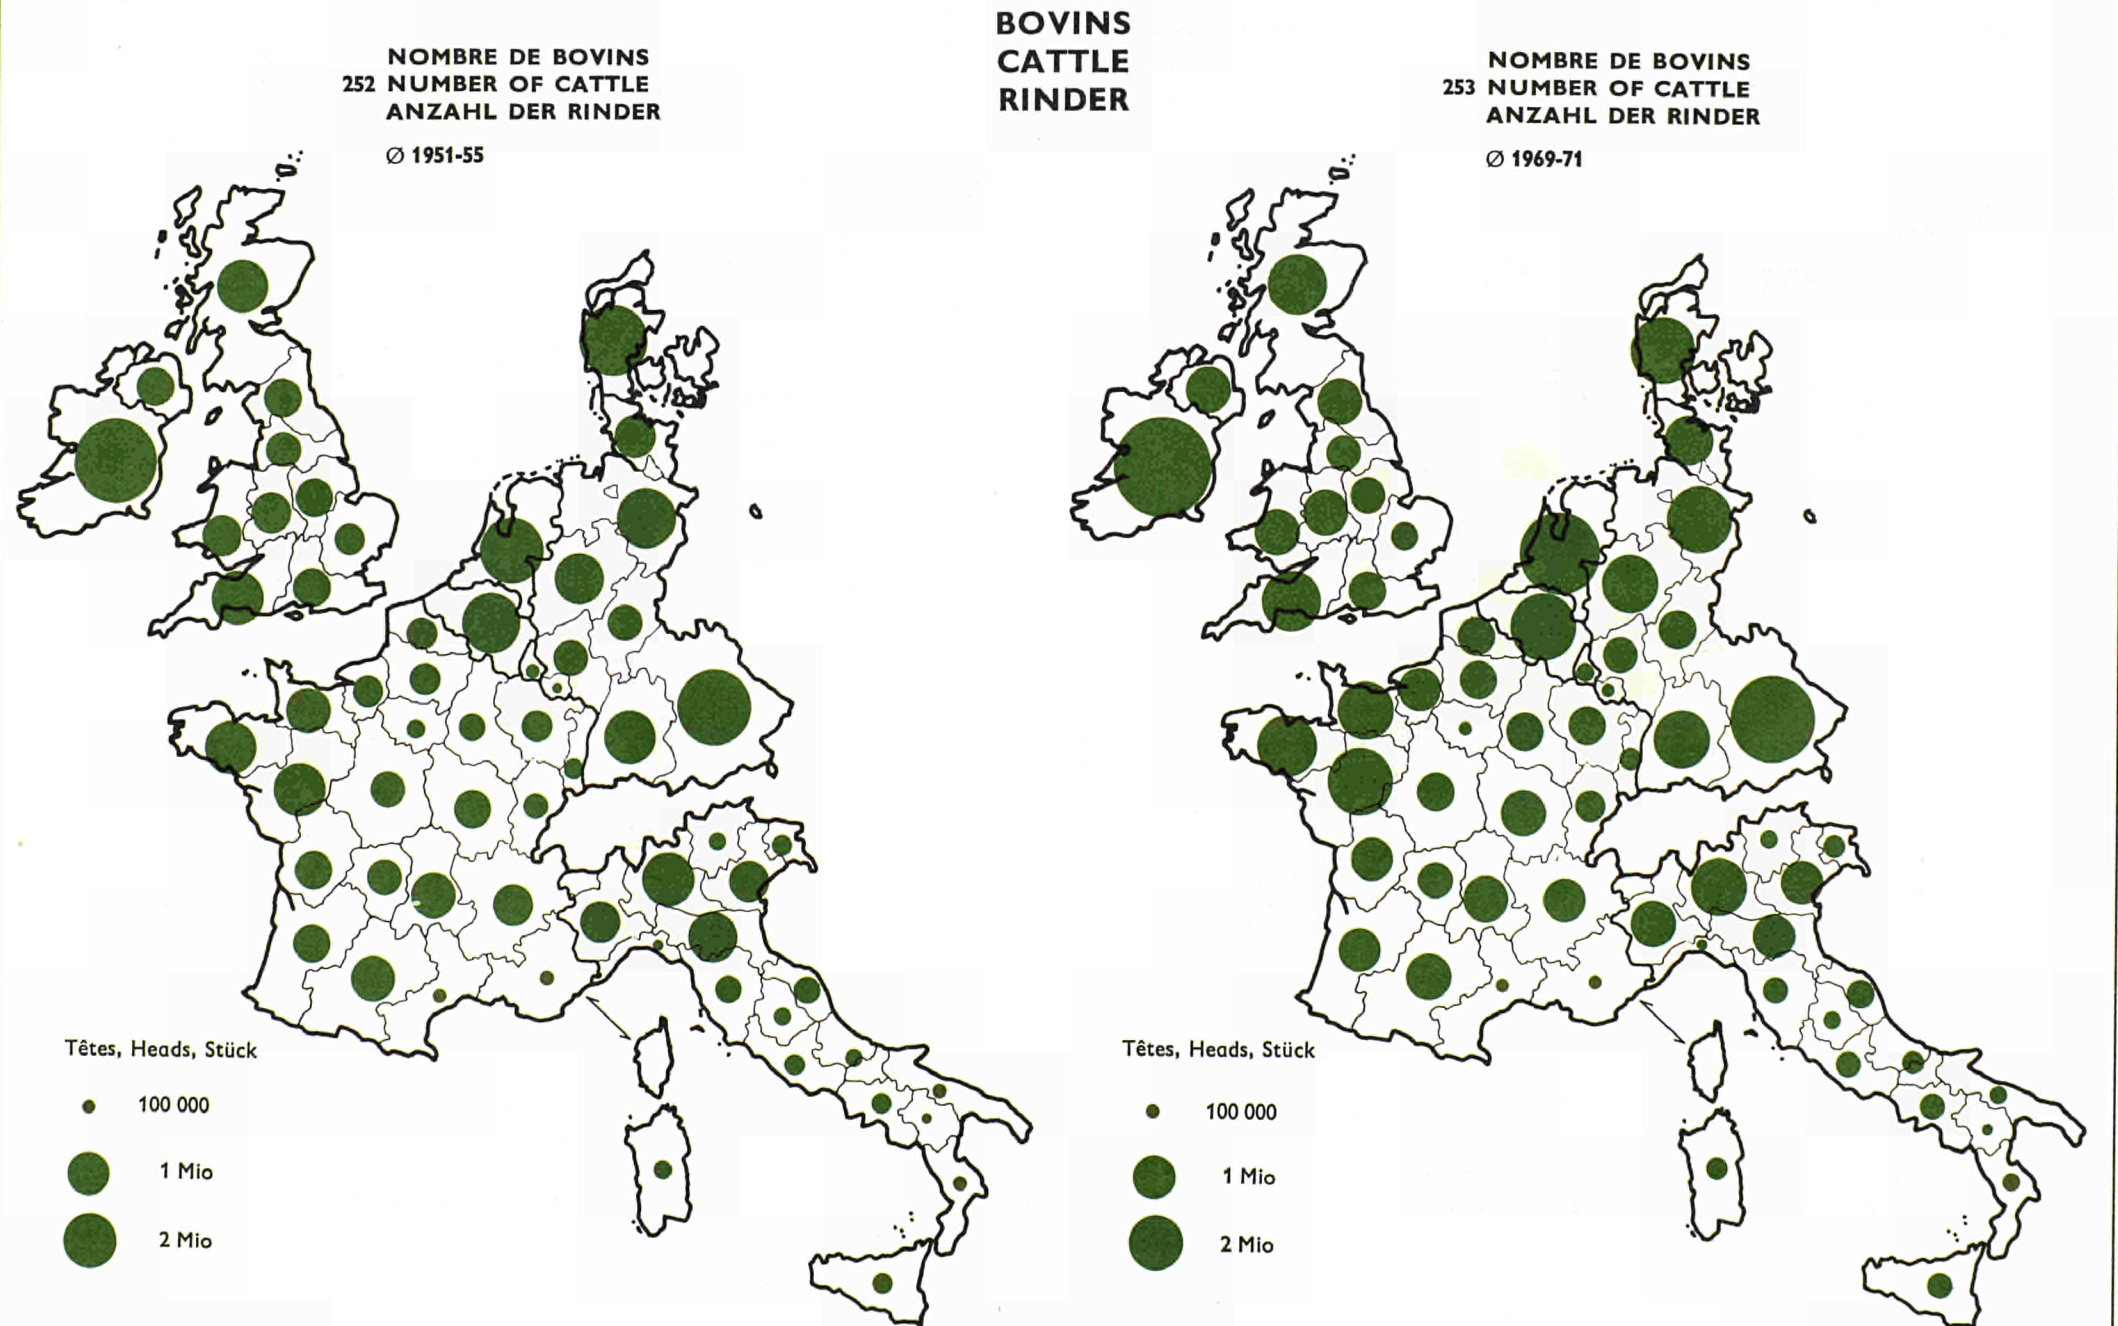 BOVINS
CATTLE
RINDER
NOMBRE DE BOVINS
252 NUMBER OF CATTLE
ANZAHL DER RINDER
Ø 1951-55
NOMBRE DE BOVINS
253 NUMBER OF CATTLE
ANZAHL DER RINDER
Ø 1969-71
Têtes, Heads, Stück
100 000
1 Mio
2 Mio
Têtes, Heads, Stück
100 000
1 Mio
2 Mio